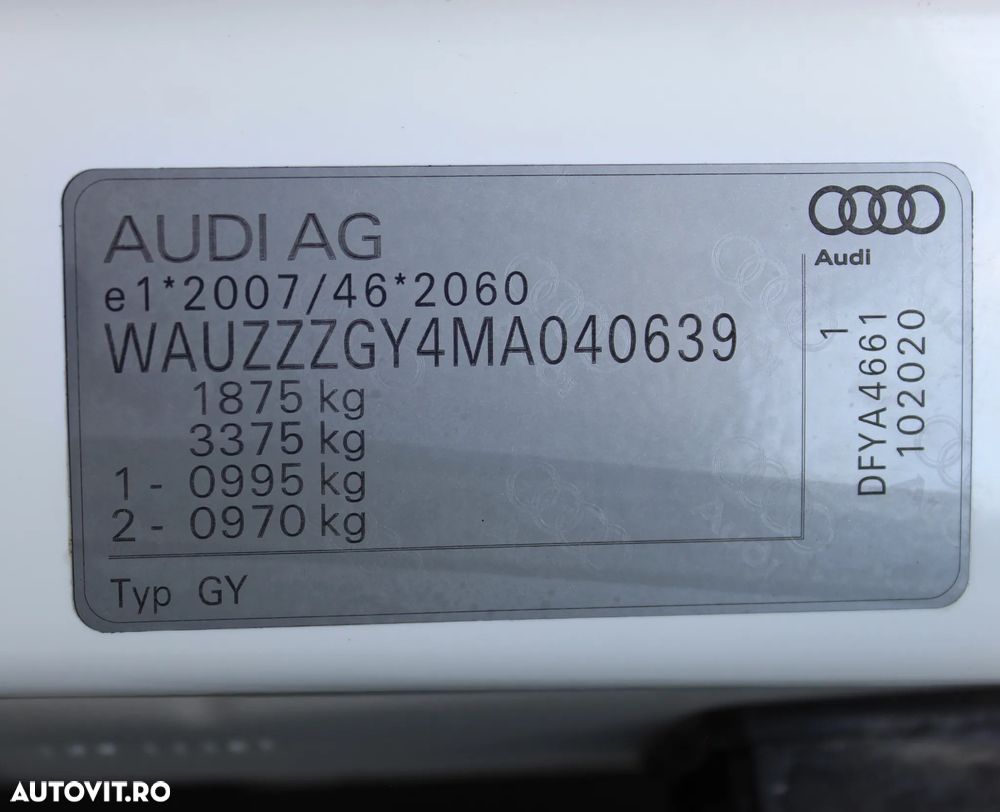 AUDI AG
e1*2007/46*2060
WAUZZZGY4MA040639
1875 kg
3375 kg
1 - 0995 kg
2 - 0970 kg
Typ GY
Audi
1
DFYA4661
102020
AUTOVIT.RO